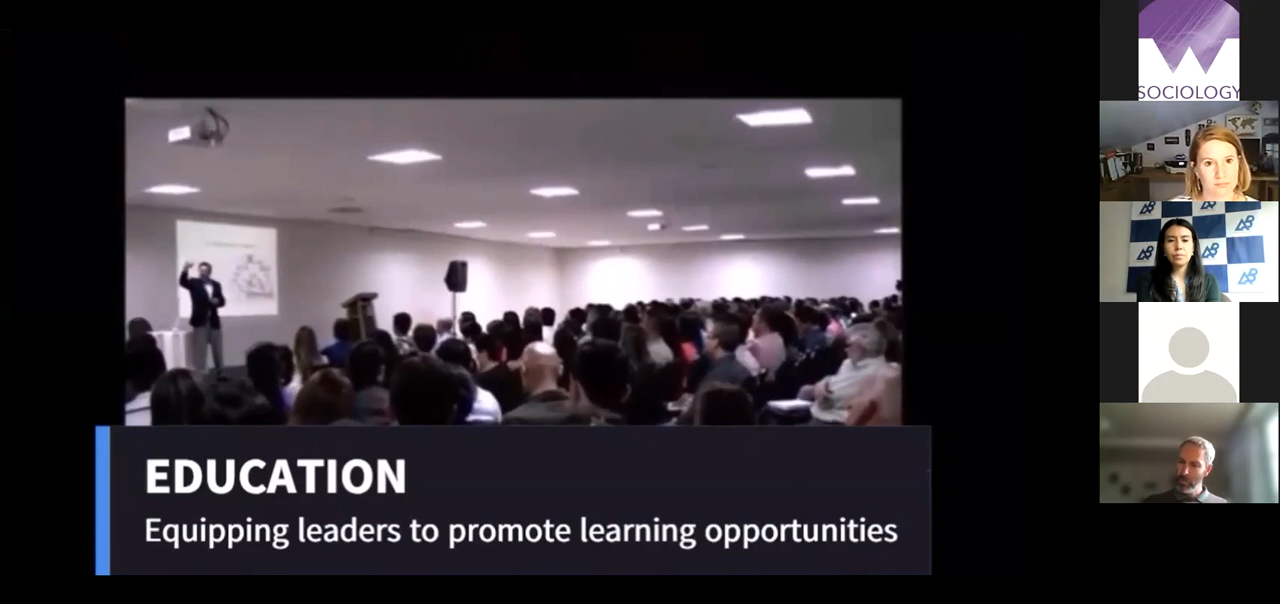 EDUCATION
Equipping leaders to promote learning opportunities
SOCIOLOGY